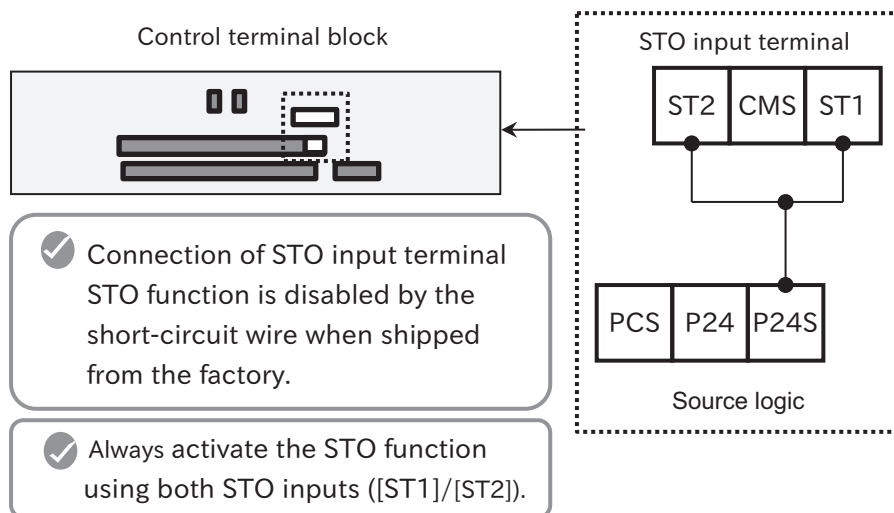 Control terminal block
STO input terminal
ST2 CMS ST1
PCS P24 P24S
Source logic
Connection of STO input terminal
STO function is disabled by the
short-circuit wire when shipped
from the factory.
Always activate the STO function
using both STO inputs ([ST1]/[ST2]).